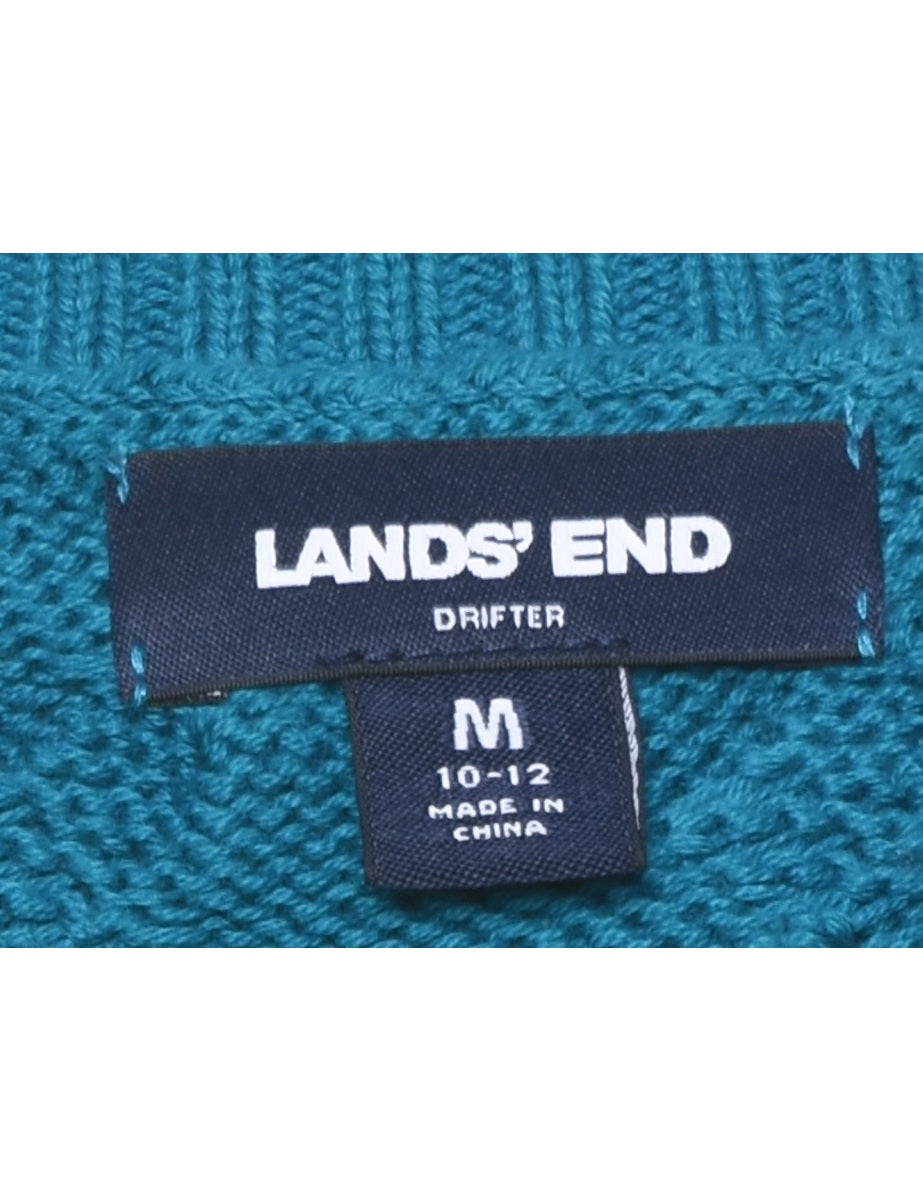 LANDS' END
DRIFTER
M
10-12
MADE IN
CHINA